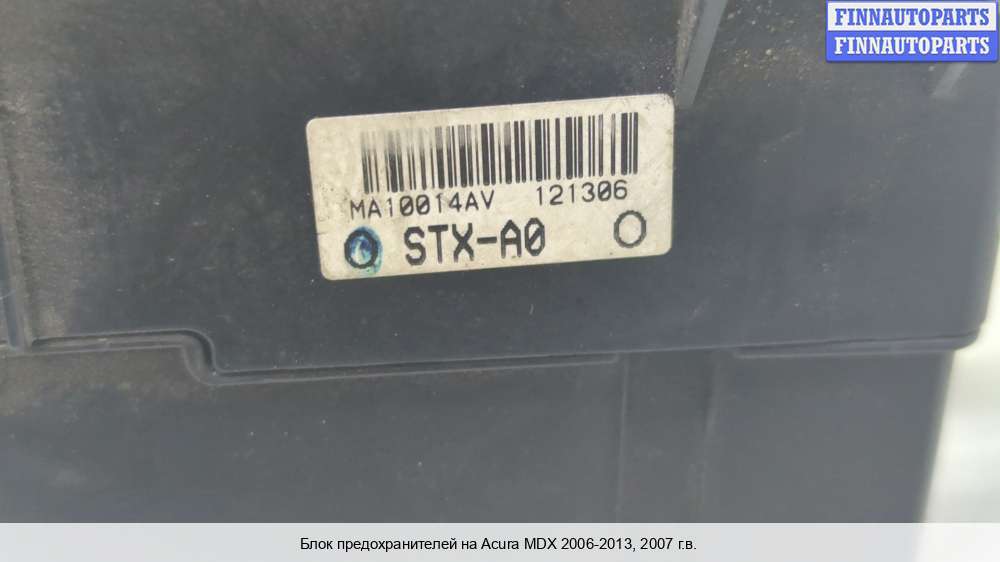 FINNAUTOPARTS
FINNAUTOPARTS
MA10014AV 121306
STX-A0
Блок предохранителей на Acura MDX 2006-2013, 2007 г.в.